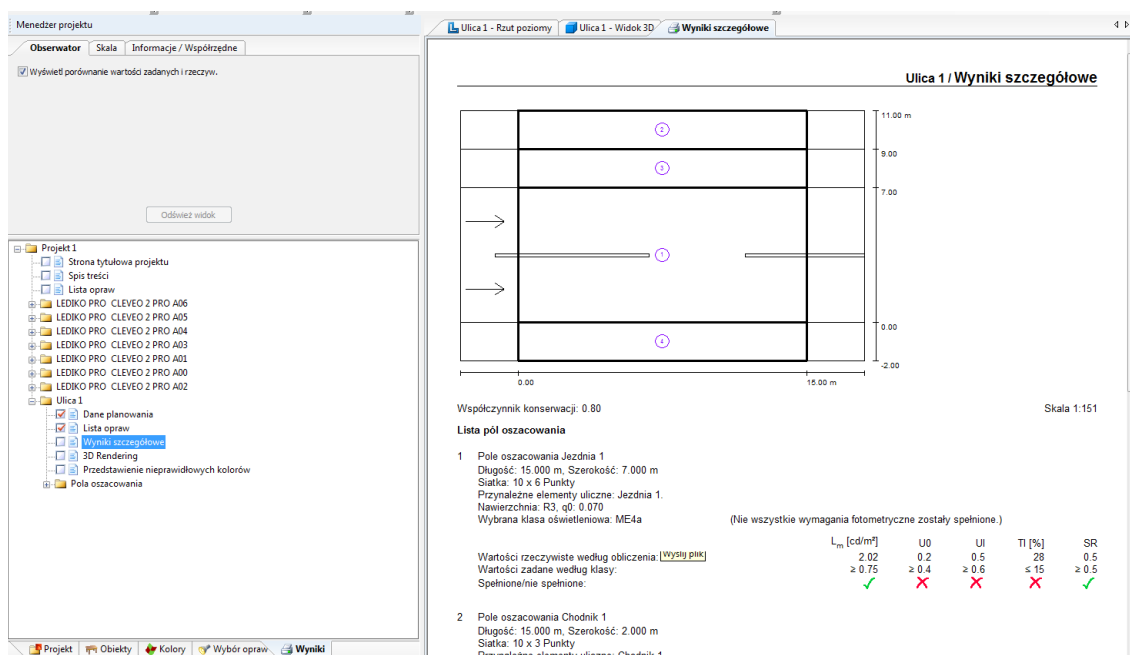 Menedżer projektu
Obserwator Skala Informacje / Współrzędne
Wyświetl porównanie wartości zadanych i rzeczyw.
Odśwież widok
Projekt 1
Strona tytułowa projektu
Spis treści
Lista opraw
LEDIKO PRO CLEVEO 2 PRO A06
LEDIKO PRO CLEVEO 2 PRO A05
LEDIKO PRO CLEVEO 2 PRO A04
LEDIKO PRO CLEVEO 2 PRO A03
LEDIKO PRO CLEVEO 2 PRO A01
LEDIKO PRO CLEVEO 2 PRO A00
LEDIKO PRO CLEVEO 2 PRO A02
Ulica 1
Dane planowania
Lista opraw
Wyniki szczegółowe
3D Rendering
Przedstawienie nieprawidłowych kolorów
Pola oszacowania
Projekt Obiekty Kolory Wybór opraw Wyniki
Ulica 1 - Rzut poziomy Ulica 1 - Widok 3D Wyniki szczegółowe
Ulica 1 / Wyniki szczegółowe
11.00 m
2
9.00
3
7.00
1
0.00
4
-2.00
0.00 15.00 m
Współczynnik konserwacji: 0.80 Skala 1:151
Lista pól oszacowania
1 Pole oszacowania Jezdnia 1
Długość: 15.000 m, Szerokość: 7.000 m
Siatka: 10 x 6 Punkty
Przynależne elementy uliczne: Jezdnia 1.
Nawierzchnia: R3, q0: 0.070
Wybrana klasa oświetleniowa: ME4a (Nie wszystkie wymagania fotometryczne zostały spełnione.)
Lm [cd/m²] U0 UI TI [%] SR
Wartości rzeczywiste według obliczenia: Wyślij plik 2.02 0.2 0.5 28 0.5
Wartości zadane według klasy: ≥ 0.75 ≥ 0.4 ≥ 0.6 ≤ 15 ≥ 0.5
Spełnione/nie spełnione:
2 Pole oszacowania Chodnik 1
Długość: 15.000 m, Szerokość: 2.000 m
Siatka: 10 x 3 Punkty
Przynależne elementy uliczne: Chodnik 1.